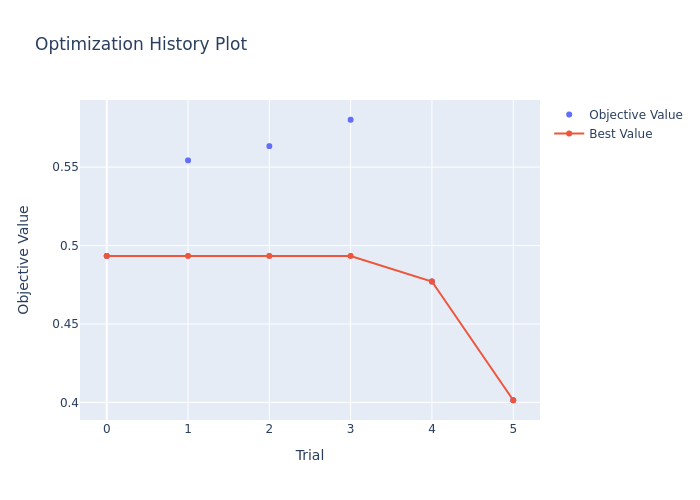 Optimization History Plot
Objective Value
Best Value
0.55
0.5
0.45
0.4
Objective Value
0
1
2
3
4
5
Trial